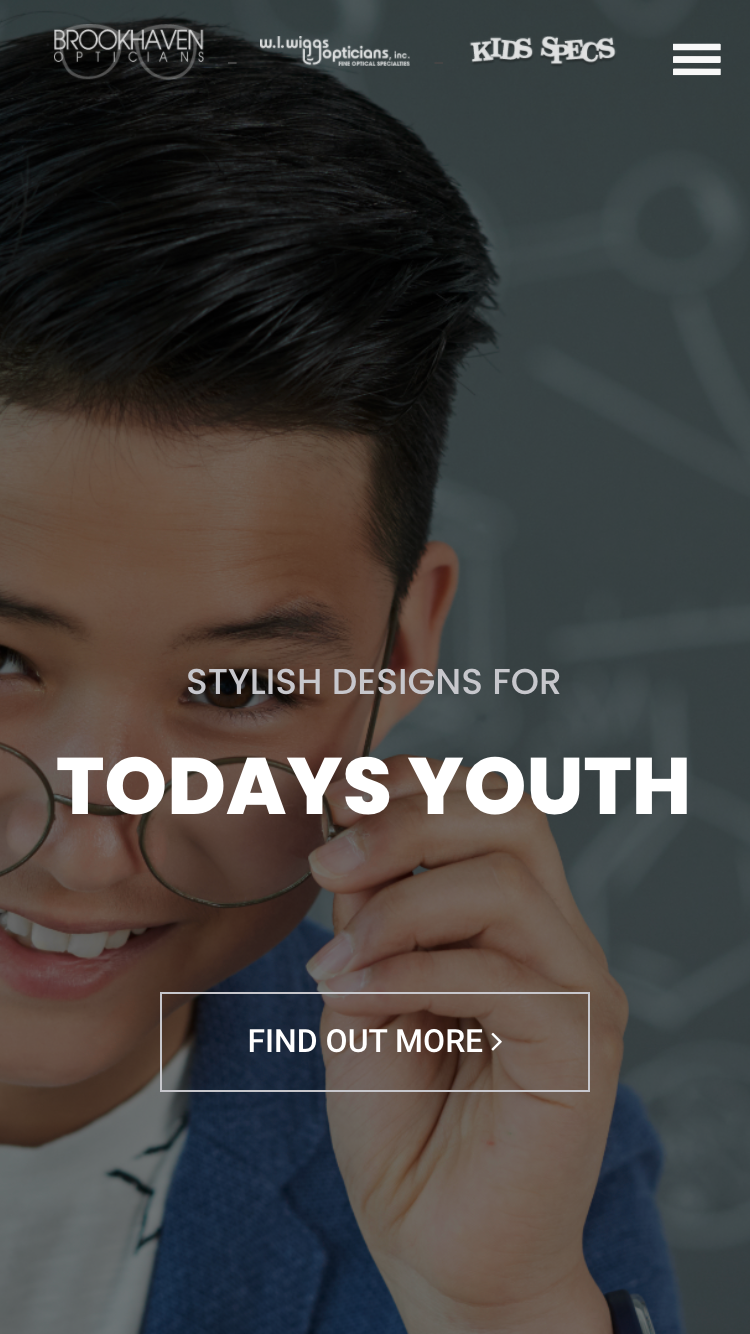 BROOKHAVEN
OPTICIANS
w.l.wiggs
opticians, inc.
FINE OPTICAL SPECIALTIES
KIDS SPECS
STYLISH DESIGNS FOR
TODAYS YOUTH
FIND OUT MORE >